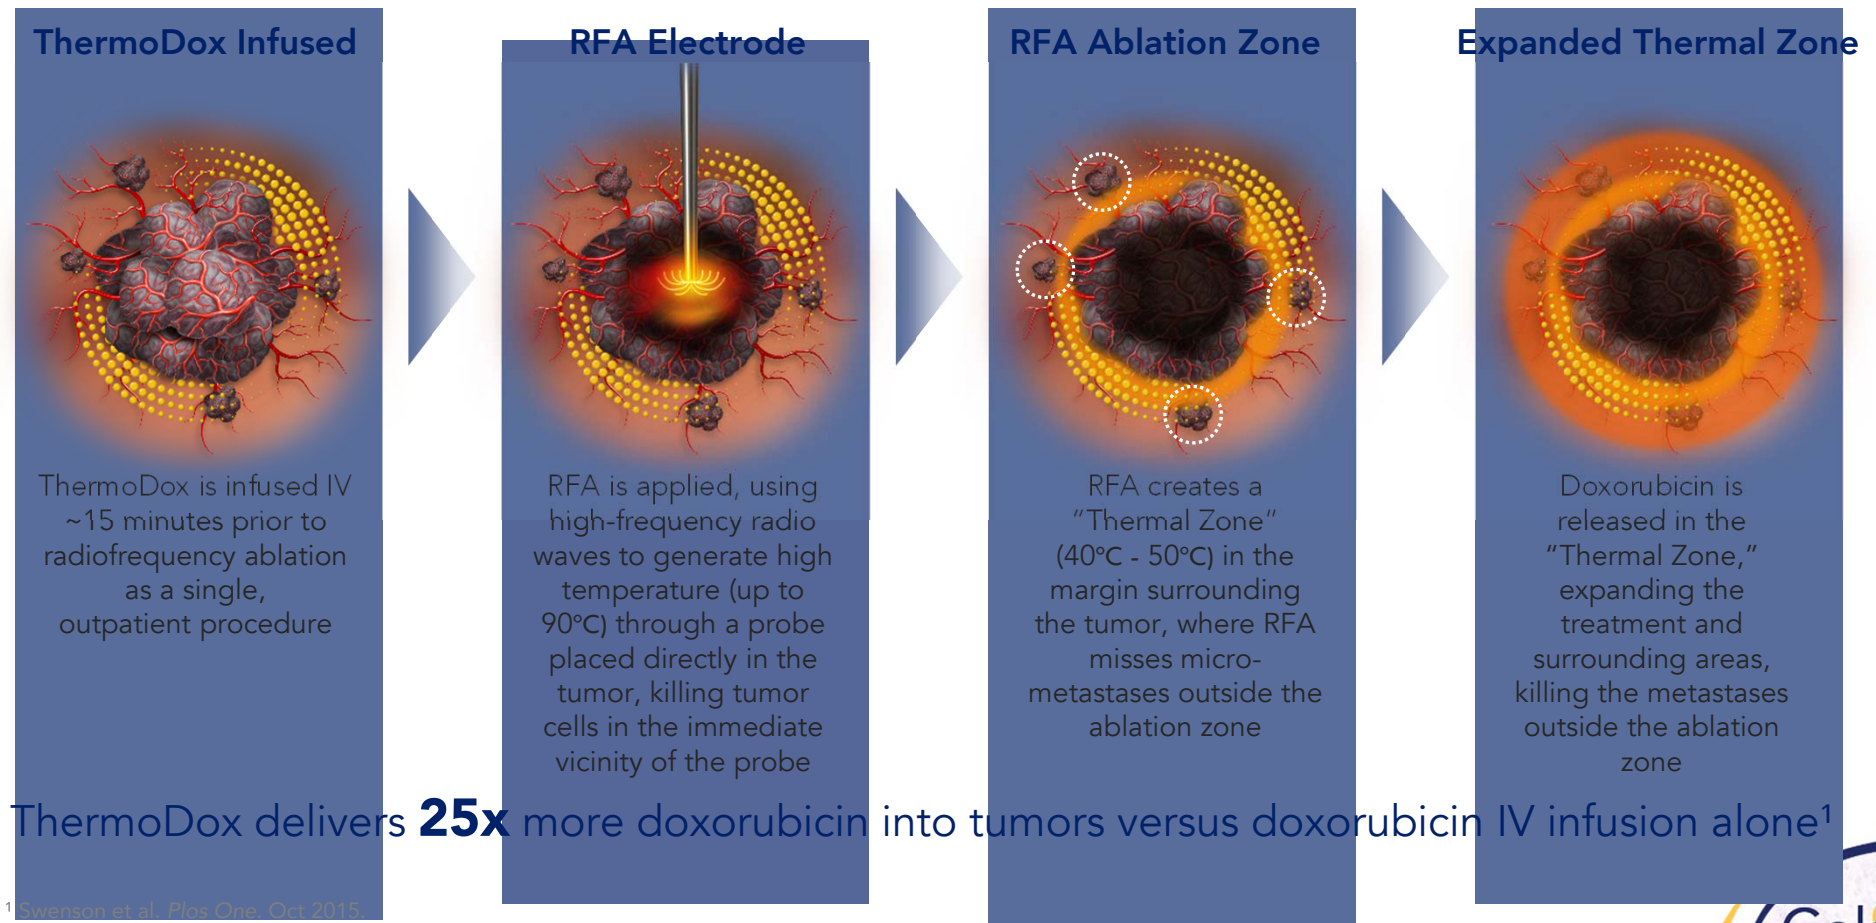 ThermoDox Infused
ThermoDox is infused IV
~15 minutes prior to
radiofrequency ablation
as a single,
outpatient procedure
RFA Electrode
RFA is applied, using
high-frequency radio
waves to generate high
temperature (up to
90°C) through a probe
placed directly in the
tumor, killing tumor
cells in the immediate
vicinity of the probe
RFA Ablation Zone
RFA creates a
“Thermal Zone”
(40°C - 50°C) in the
margin surrounding
the tumor, where RFA
misses micro-
metastases outside the
ablation zone
Expanded Thermal Zone
Doxorubicin is
released in the
“Thermal Zone,”
expanding the
treatment and
surrounding areas,
killing the metastases
outside the ablation
zone
ThermoDox delivers 25x more doxorubicin into tumors versus doxorubicin IV infusion alone¹
¹ Swenson et al. Plos One. Oct 2015.